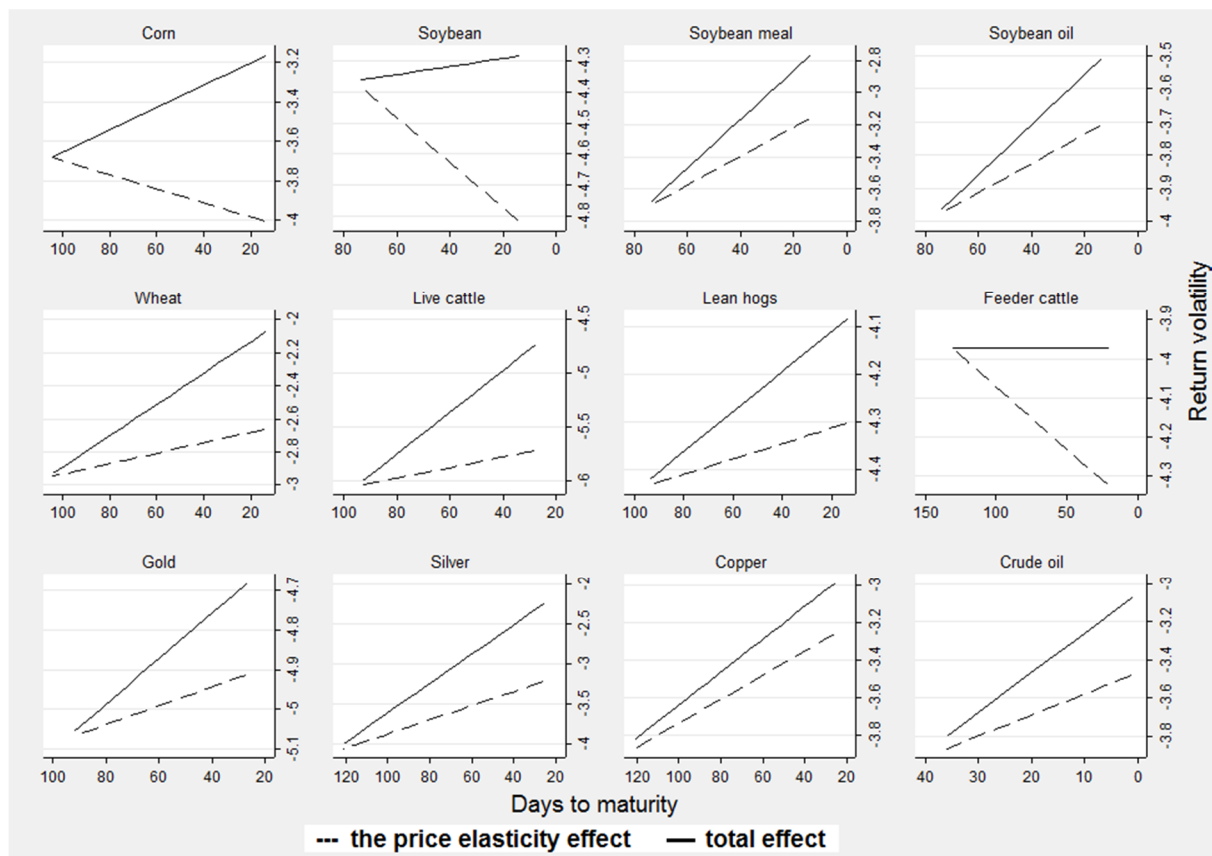 Corn
Soybean
Soybean meal
Soybean oil
-3.2
-3.4
-3.6
-3.8
-4
-4.3
-4.4
-4.5
-4.6
-4.7
-4.8
-2.8
-3
-3.2
-3.4
-3.6
-3.8
-3.5
-3.6
-3.7
-3.8
-3.9
-4
100 80 60 40 20
80 60 40 20 0
80 60 40 20 0
80 60 40 20 0
Wheat
Live cattle
Lean hogs
Feeder cattle
-2
-2.2
-2.4
-2.6
-2.8
-3
-4.5
-5
-5.5
-6
-4.1
-4.2
-4.3
-4.4
-3.9
-4
-4.1
-4.2
-4.3
100 80 60 40 20
100 80 60 40 20
100 80 60 40 20
150 100 50 0
Return volatility
Gold
Silver
Copper
Crude oil
-4.7
-4.8
-4.9
-5
-5.1
-2
-2.5
-3
-3.5
-4
-3
-3.2
-3.4
-3.6
-3.8
-3
-3.2
-3.4
-3.6
-3.8
100 80 60 40 20
120 100 80 60 40 20
120 100 80 60 40 20
40 30 20 10 0
Days to maturity
--- the price elasticity effect — total effect